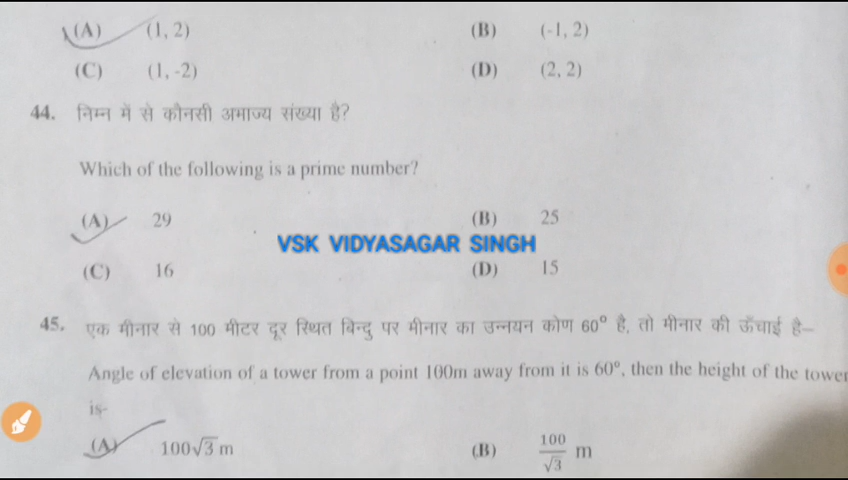 (A) (1, 2) (B) (-1, 2)
(C) (1, -2) (D) (2, 2)
44. निम्न में से कौनसी अभाज्य संख्या है?
Which of the following is a prime number?
(A) 29 (B) 25
VSK VIDYASAGAR SINGH
(C) 16 (D) 15
45. एक मीनार से 100 मीटर दूर स्थित बिन्दु पर मीनार का उन्नयन कोण 60° है, तो मीनार की ऊँचाई है–
Angle of elevation of a tower from a point 100m away from it is 60°, then the height of the tower
is-
(A) 100√3 m (B) 100/√3 m